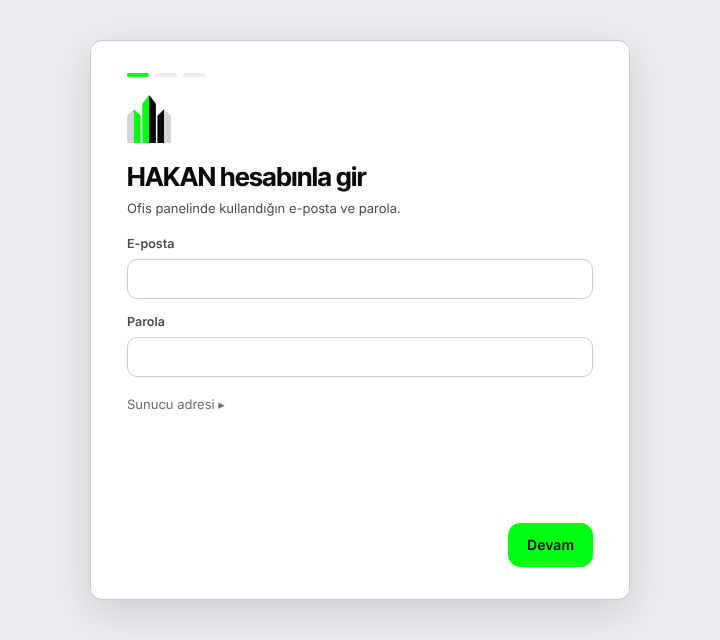 HAKAN hesabınla gir
Ofis panelinde kullandığın e-posta ve parola.
E-posta
Parola
Sunucu adresi ▸
Devam